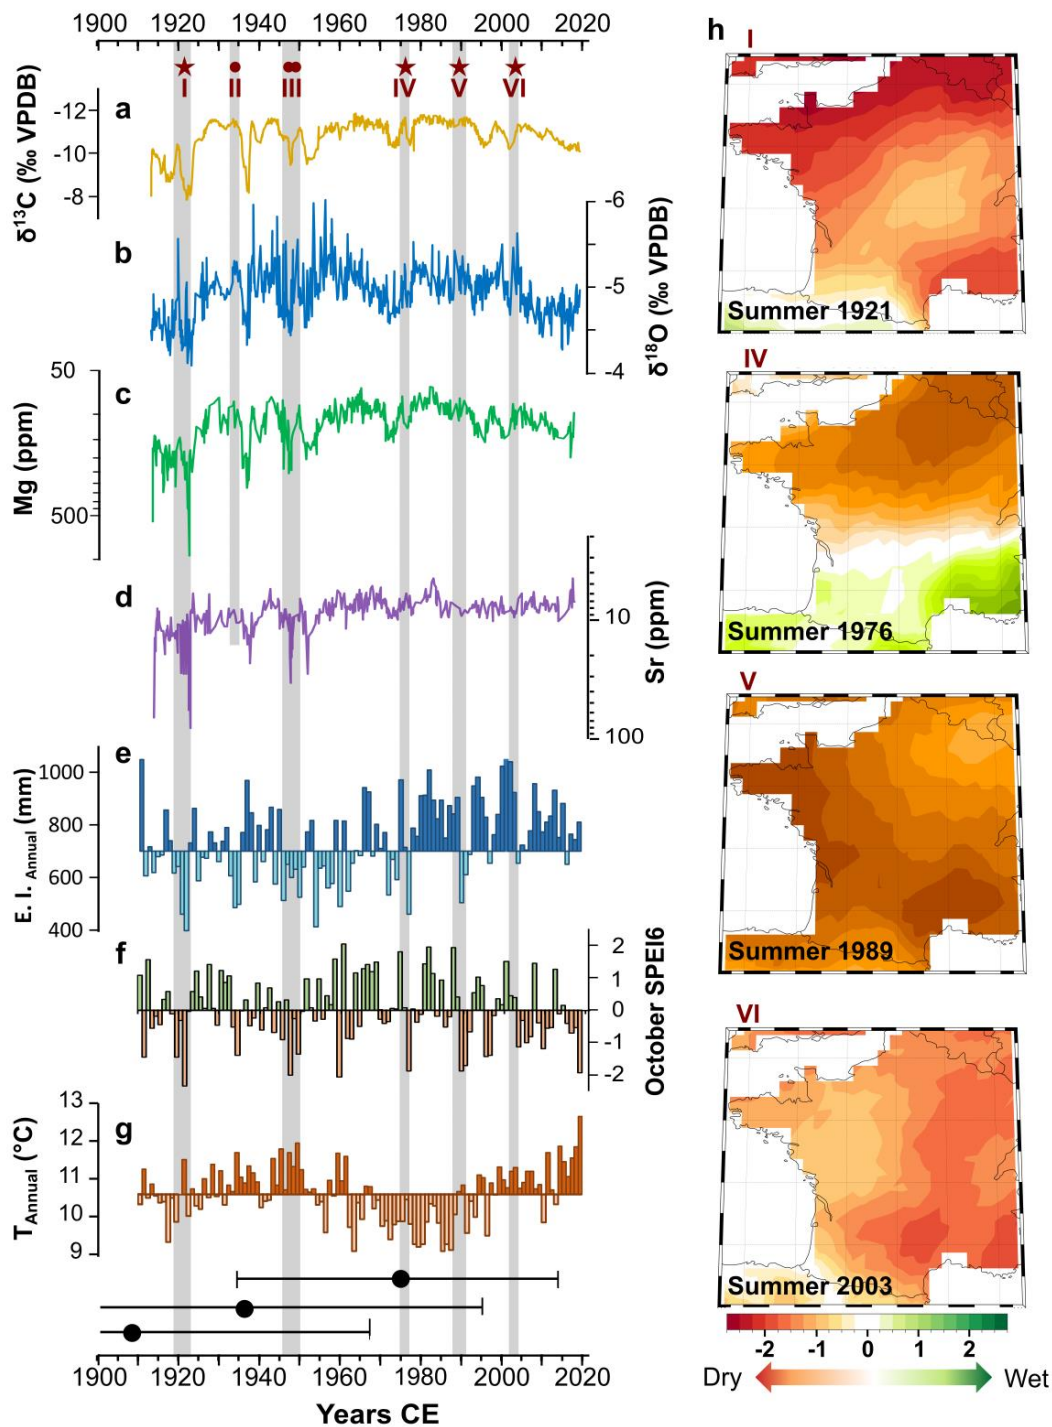 1900 1920 1940 1960 1980 2000 2020
I II III IV V VI
a
δ13C (‰ VPDB)
-12
-10
-8
b
δ18O (‰ VPDB)
-6
-5
-4
c
Mg (ppm)
50
500
d
Sr (ppm)
10
100
e
E. I. Annual (mm)
1000
800
600
400
f
October SPEI6
2
1
0
-1
-2
g
TAnnual (°C)
13
12
11
10
9
1900 1920 1940 1960 1980 2000 2020
Years CE
h
I
Summer 1921
IV
Summer 1976
V
Summer 1989
VI
Summer 2003
-2 -1 0 1 2
Dry Wet